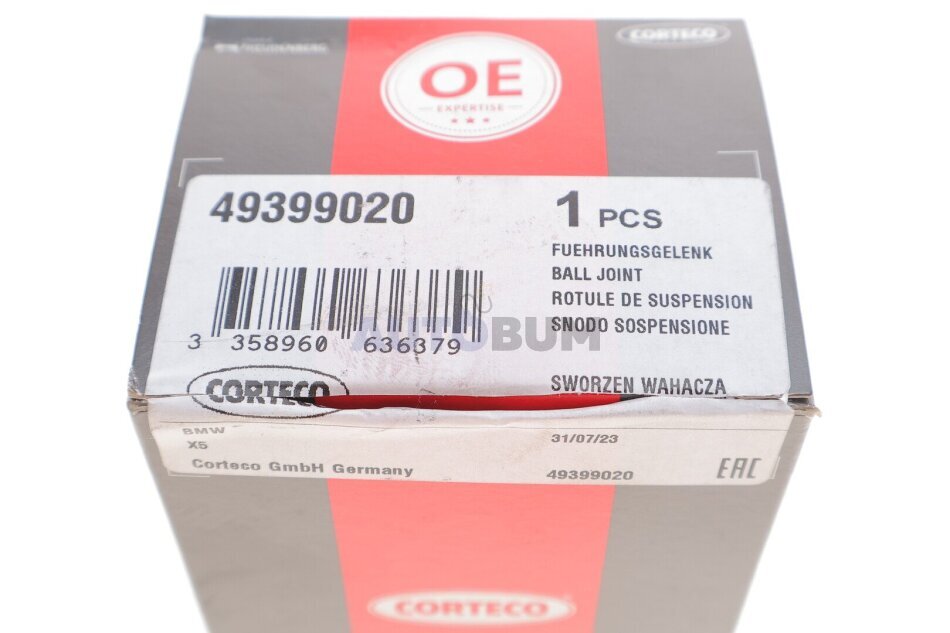 FREUDENBERG
CORTECO
OE
EXPERTISE
49399020
1 PCS
FUEHRUNGSGELENK
BALL JOINT
ROTULE DE SUSPENSION
SNODO SOSPENSIONE
3 358960 636379
AUTOBUM
SWORZEN WAHACZA
CORTECO
BMW
X5
31/07/23
Corteco GmbH Germany
49399020
EAC
CORTECO